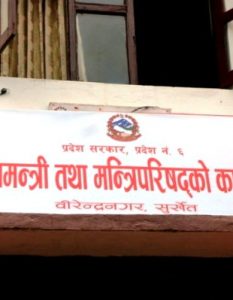 प्रदेश सरकार, प्रदेश नं. ६
मन्त्री तथा मन्त्रिपरिषद्को
वीरेन्द्रनगर, सुर्खेत